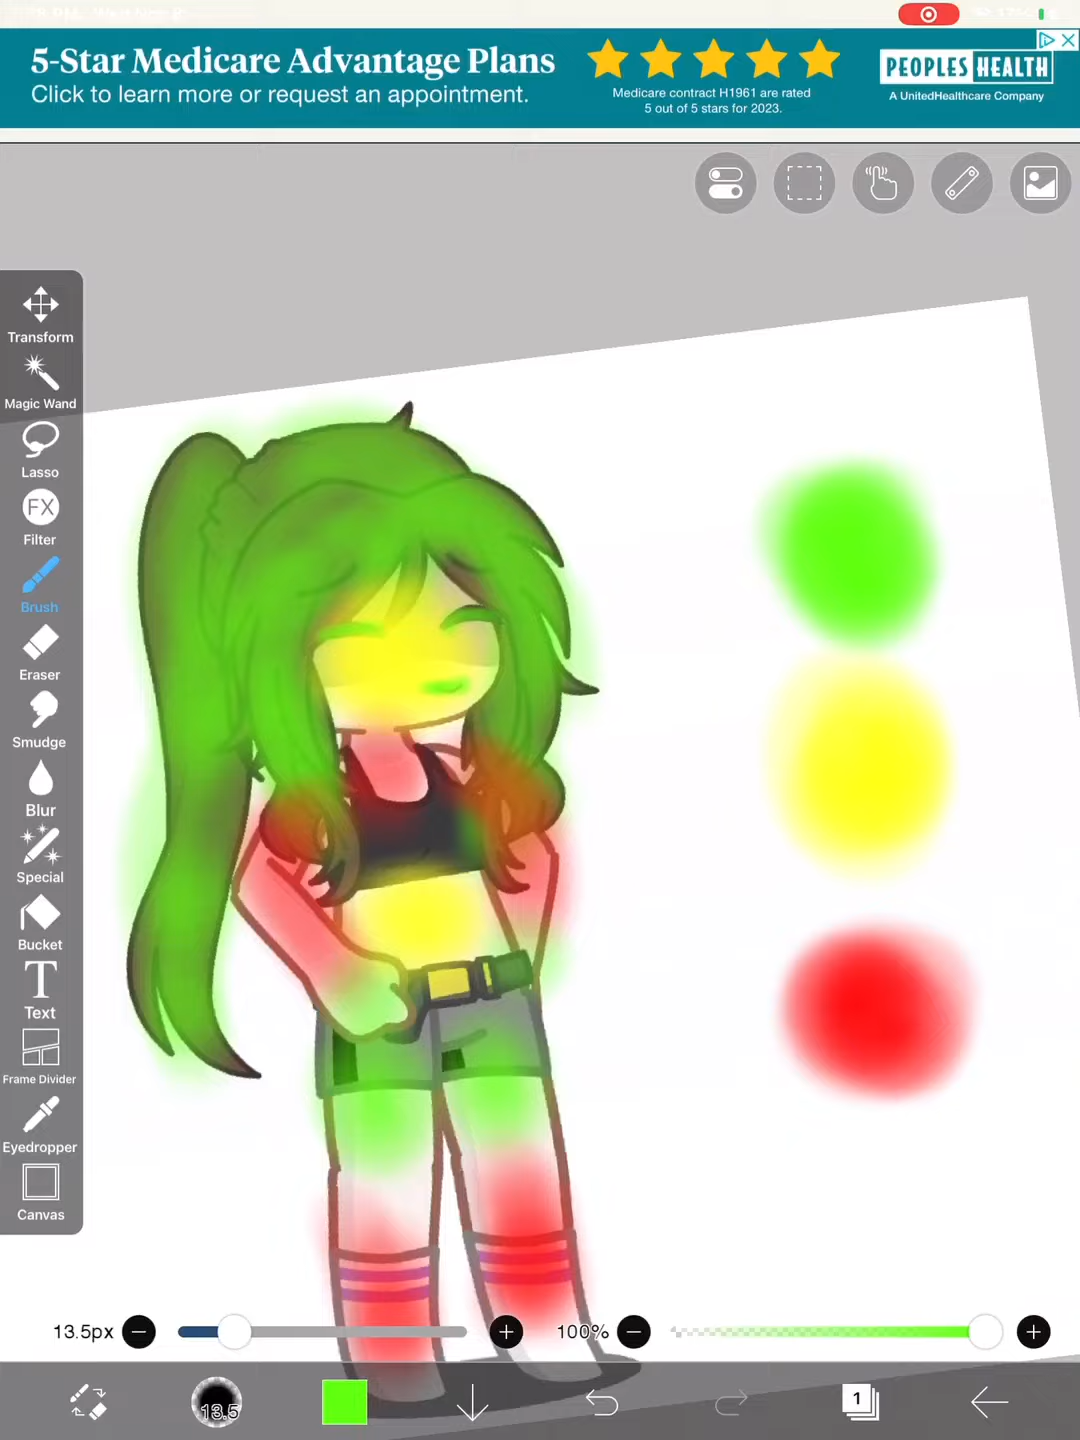 5-Star Medicare Advantage Plans
Click to learn more or request an appointment.
Medicare contract H1961 are rated
5 out of 5 stars for 2023.
PEOPLES HEALTH
A UnitedHealthcare Company
Transform
Magic Wand
Lasso
FX
Filter
Brush
Eraser
Smudge
Blur
Special
Bucket
T
Text
Frame Divider
Eyedropper
Canvas
13.5px
100%
13.5
1